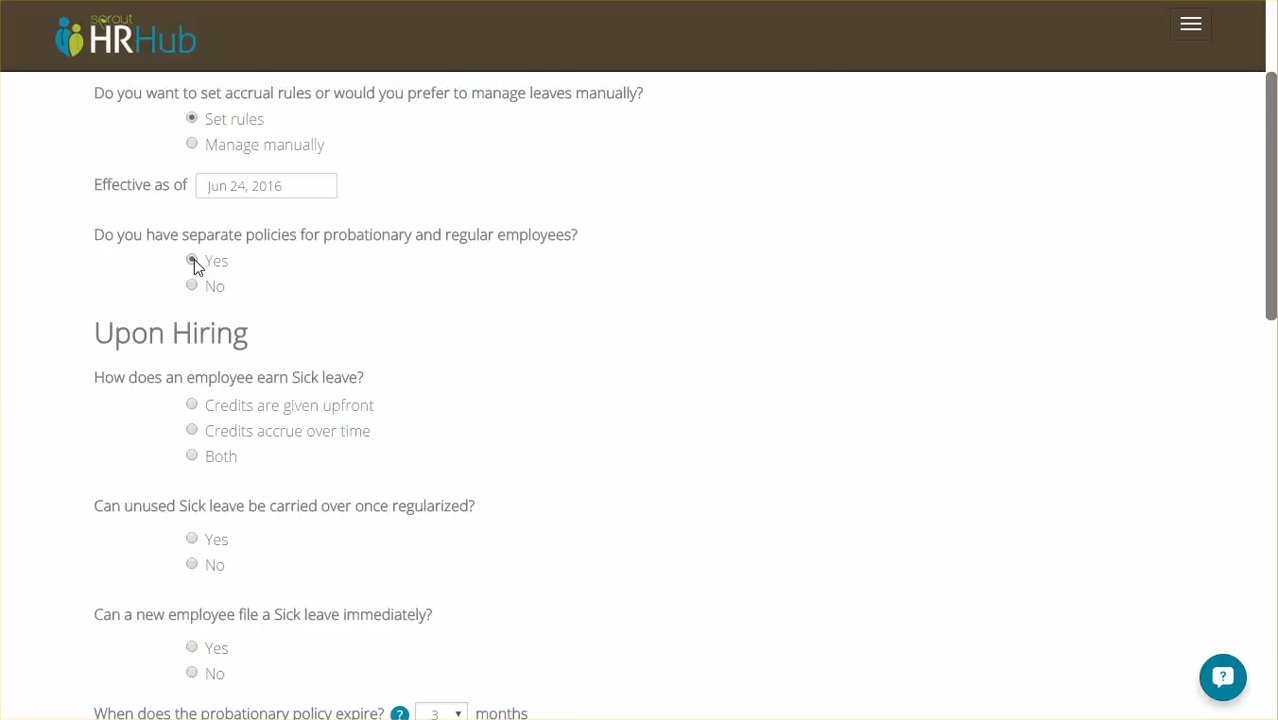 sprout
HRHub
Do you want to set accrual rules or would you prefer to manage leaves manually?
Set rules
Manage manually
Effective as of Jun 24, 2016
Do you have separate policies for probationary and regular employees?
Yes
No
Upon Hiring
How does an employee earn Sick leave?
Credits are given upfront
Credits accrue over time
Both
Can unused Sick leave be carried over once regularized?
Yes
No
Can a new employee file a Sick leave immediately?
Yes
No
When does the probationary policy expire? ? 3 months